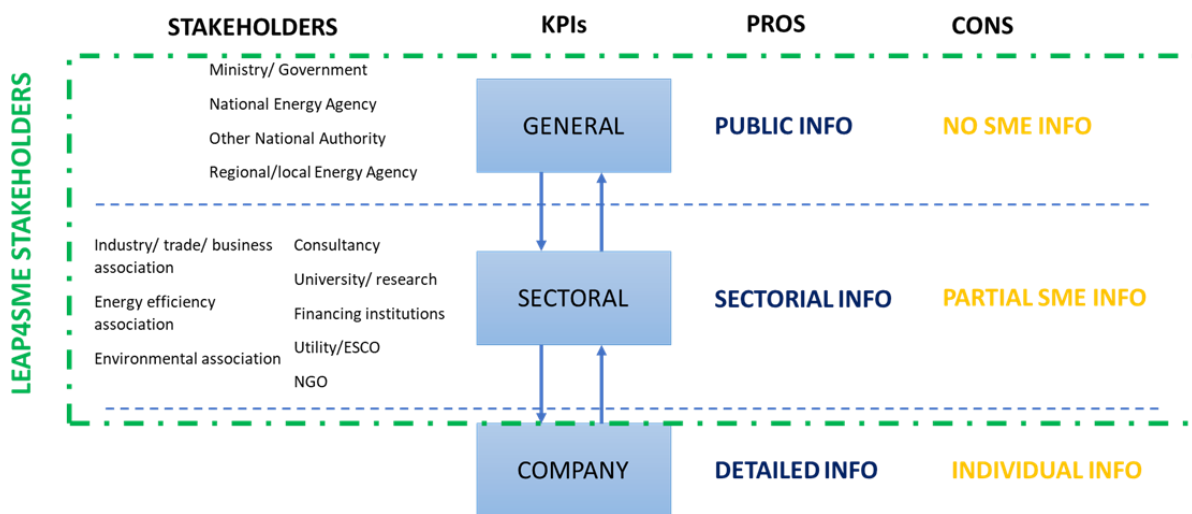 STAKEHOLDERS
KPIs
PROS
CONS
LEAP4SME STAKEHOLDERS
Ministry/ Government
National Energy Agency
Other National Authority
Regional/local Energy Agency
GENERAL
PUBLIC INFO
NO SME INFO
Industry/ trade/ business
association
Energy efficiency
association
Environmental association
Consultancy
University/ research
Financing institutions
Utility/ESCO
NGO
SECTORAL
SECTORIAL INFO
PARTIAL SME INFO
COMPANY
DETAILED INFO
INDIVIDUAL INFO